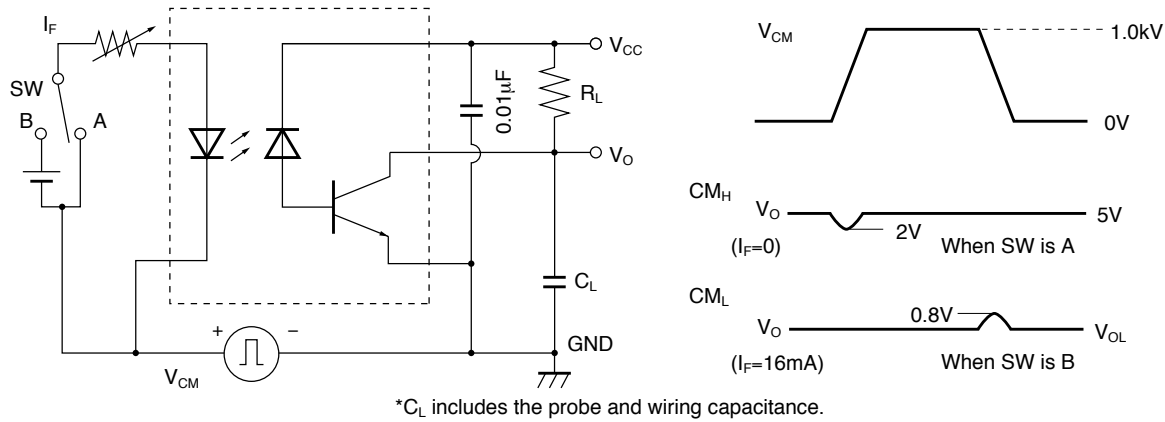 I_F
SW
B
A
0.01μF
V_CC
R_L
V_O
C_L
GND
+
−
V_CM
V_CM
1.0kV
0V
CM_H
V_O
5V
2V
(I_F=0)
When SW is A
CM_L
0.8V
V_O
V_OL
(I_F=16mA)
When SW is B
*C_L includes the probe and wiring capacitance.